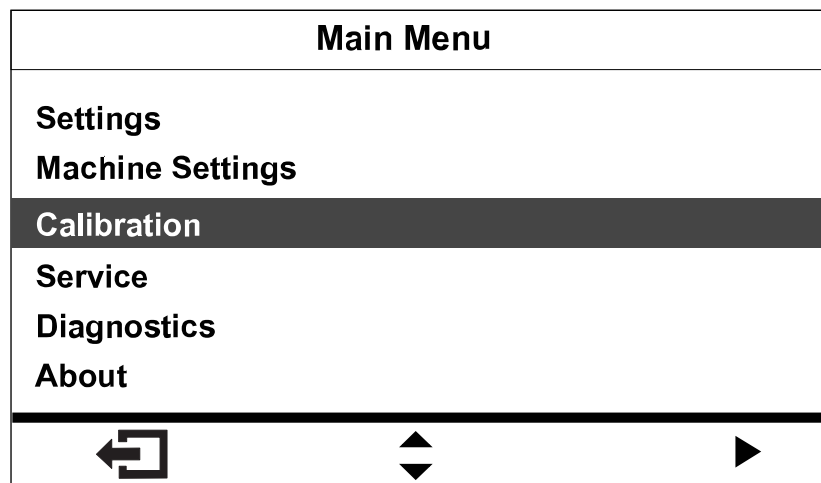 Main Menu
Settings
Machine Settings
Calibration
Service
Diagnostics
About